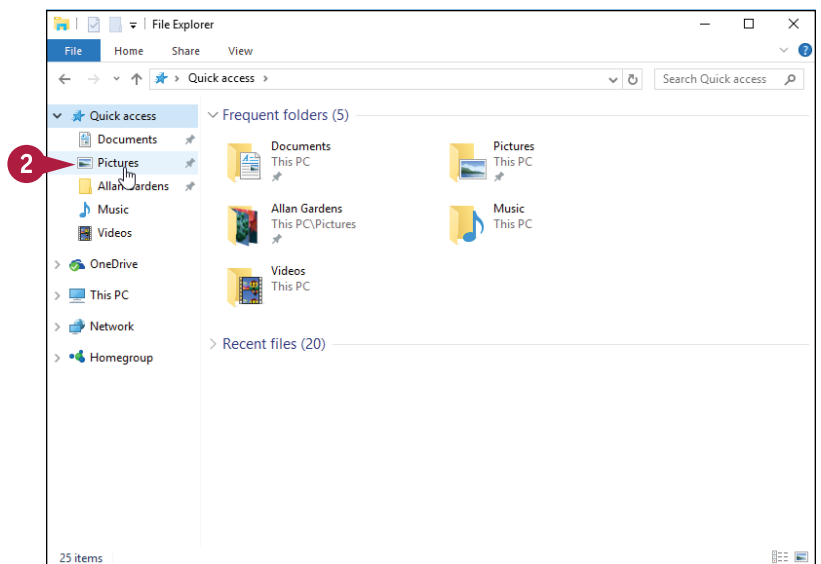 File Explorer
File Home Share View
Quick access
Search Quick access
Quick access
Documents
Pictures
Allan Gardens
Music
Videos
OneDrive
This PC
Network
Homegroup
2
Frequent folders (5)
Documents
This PC
Pictures
This PC
Allan Gardens
This PC\Pictures
Music
This PC
Videos
This PC
Recent files (20)
25 items